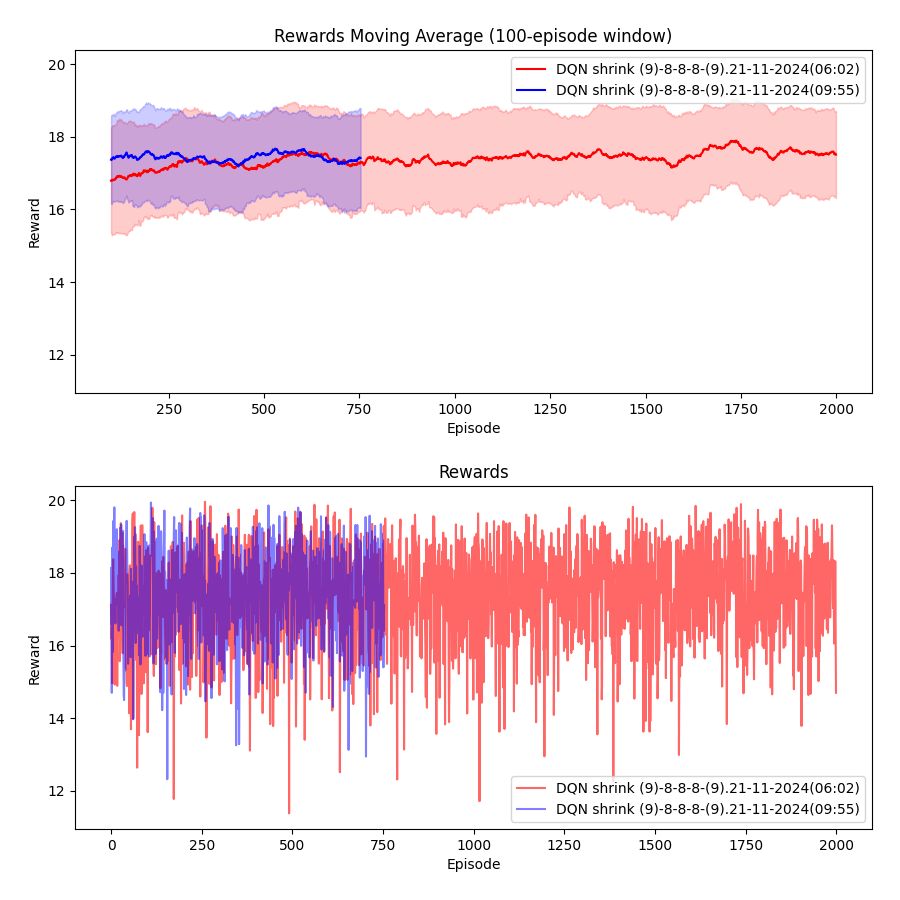 Rewards Moving Average (100-episode window)
20
18
16
14
12
Reward
DQN shrink (9)-8-8-8-(9).21-11-2024(06:02)
DQN shrink (9)-8-8-8-(9).21-11-2024(09:55)
250 500 750 1000 1250 1500 1750 2000
Episode
Rewards
20
18
16
14
12
Reward
DQN shrink (9)-8-8-8-(9).21-11-2024(06:02)
DQN shrink (9)-8-8-8-(9).21-11-2024(09:55)
0 250 500 750 1000 1250 1500 1750 2000
Episode